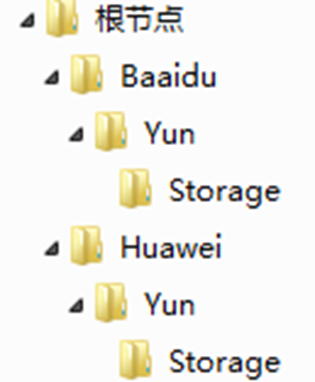 根节点
Baaidu
Yun
Storage
Huawei
Yun
Storage